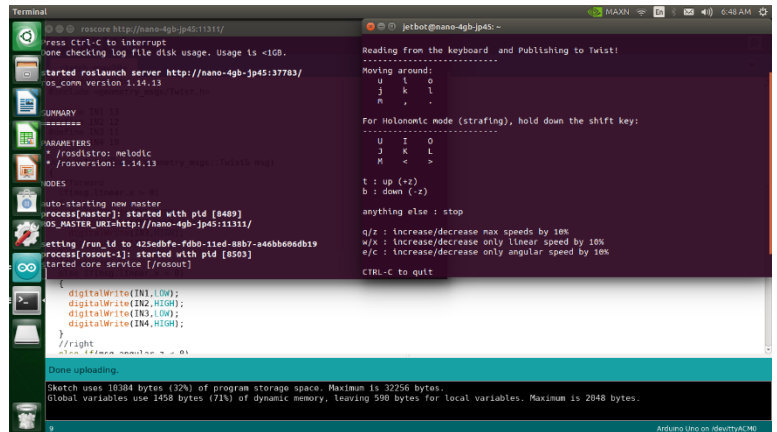 Terminal
MAXN
En
6:48 AM
roscore http://nano-4gb-jp45:11311/
Press Ctrl-C to interrupt
Done checking log file disk usage. Usage is <1GB.
started roslaunch server http://nano-4gb-jp45:37783/
ros_comm version 1.14.13
SUMMARY
========
PARAMETERS
* /rosdistro: melodic
* /rosversion: 1.14.13
NODES
auto-starting new master
process[master]: started with pid [8489]
ROS_MASTER_URI=http://nano-4gb-jp45:11311/
setting /run_id to 425edbfe-fdb0-11ed-88b7-a46bb606db19
process[rosout-1]: started with pid [8503]
started core service [/rosout]
jetbot@nano-4gb-jp45: ~
Reading from the keyboard and Publishing to Twist!
---------------------------
Moving around:
u i o
j k l
m , .
For Holonomic mode (strafing), hold down the shift key:
---------------------------
U I O
J K L
M < >
t : up (+z)
b : down (-z)
anything else : stop
q/z : increase/decrease max speeds by 10%
w/x : increase/decrease only linear speed by 10%
e/c : increase/decrease only angular speed by 10%
CTRL-C to quit
{
digitalWrite(IN1,LOW);
digitalWrite(IN2,HIGH);
digitalWrite(IN3,LOW);
digitalWrite(IN4,HIGH);
}
//right
else if(msg.angular.z < 0)
Done uploading.
Sketch uses 10384 bytes (32%) of program storage space. Maximum is 32256 bytes.
Global variables use 1458 bytes (71%) of dynamic memory, leaving 590 bytes for local variables. Maximum is 2048 bytes.
9
Arduino Uno on /dev/ttyACM0